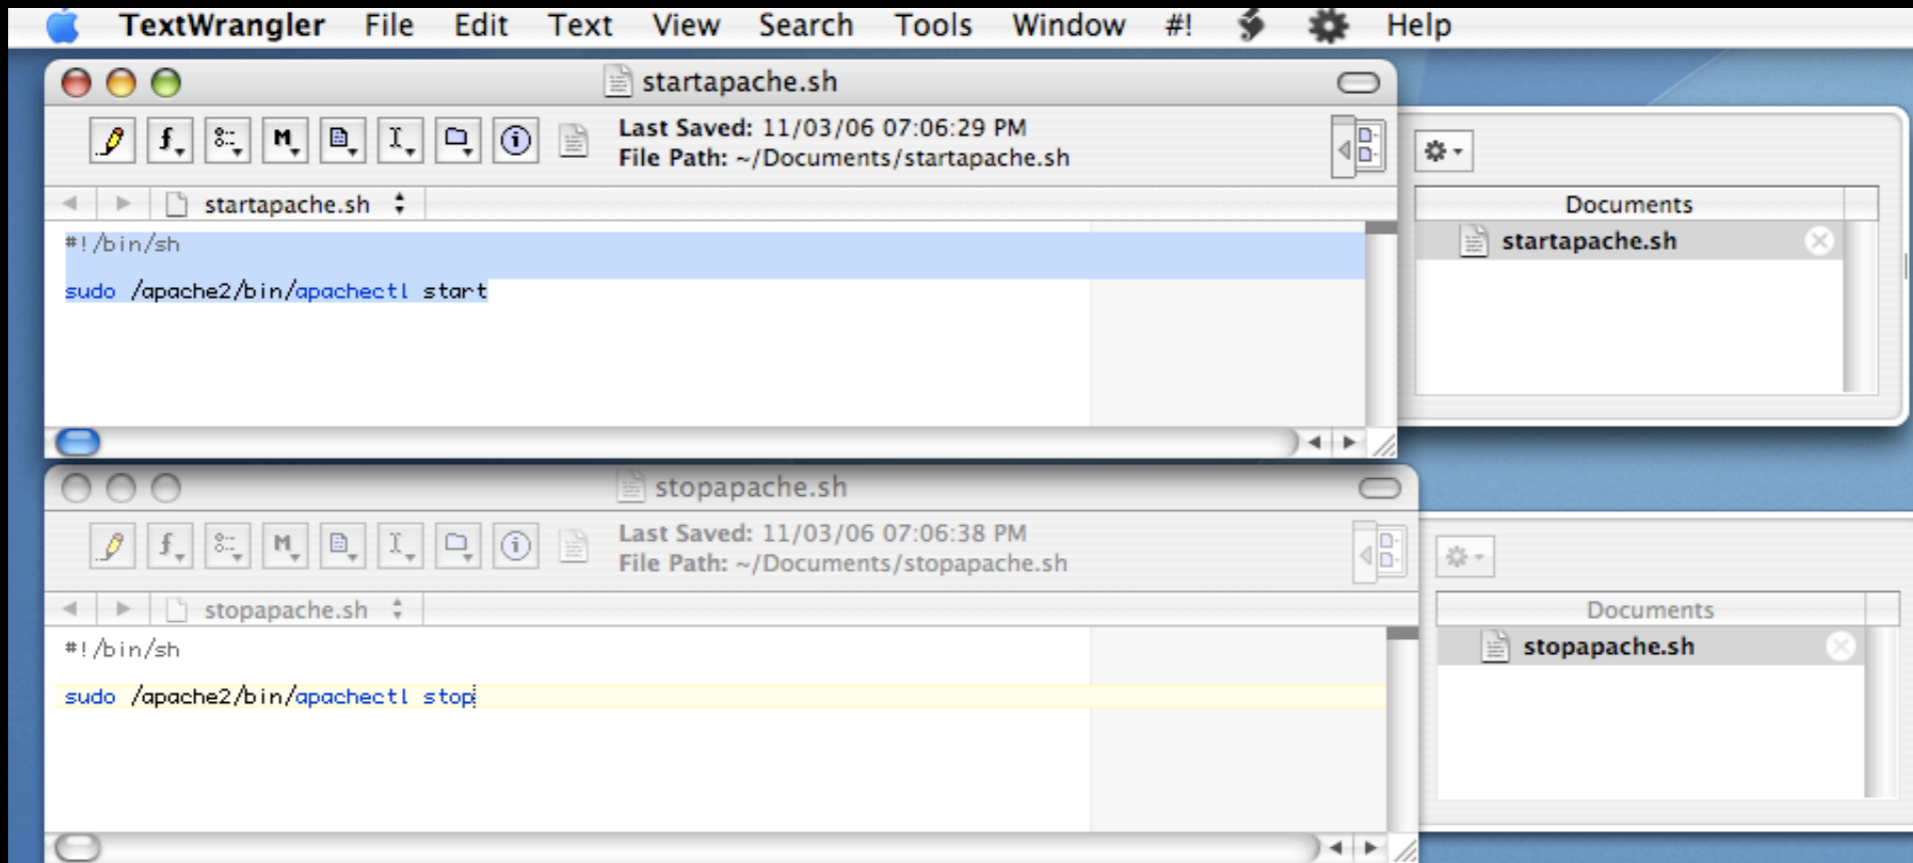 TextWrangler File Edit Text View Search Tools Window #! Help
startapache.sh
Last Saved: 11/03/06 07:06:29 PM
File Path: ~/Documents/startapache.sh
startapache.sh
#!/bin/sh
sudo /apache2/bin/apachectl start
Documents
startapache.sh
stopapache.sh
Last Saved: 11/03/06 07:06:38 PM
File Path: ~/Documents/stopapache.sh
stopapache.sh
#!/bin/sh
sudo /apache2/bin/apachectl stop
Documents
stopapache.sh